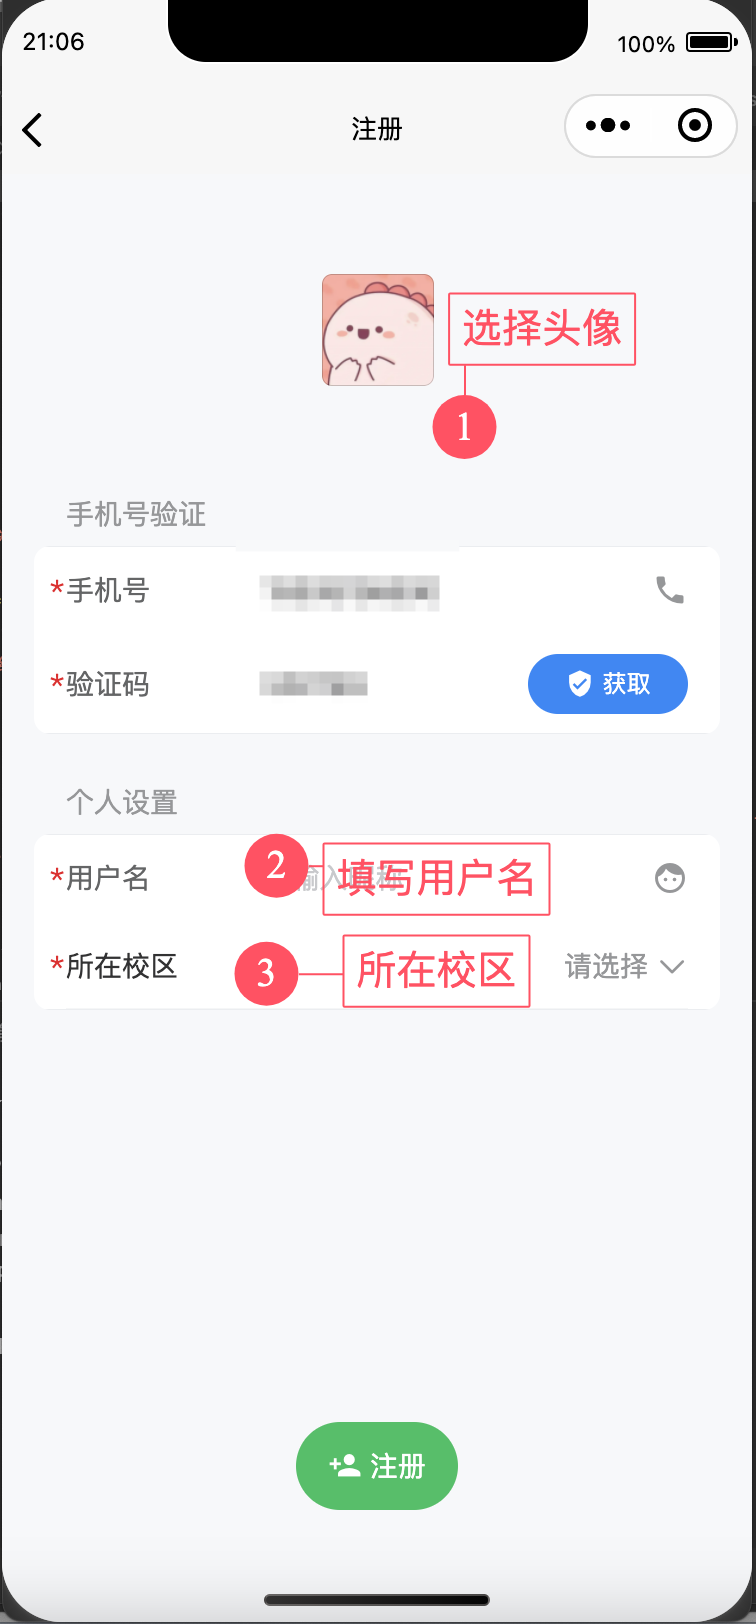 21:06
100%
注册
选择头像
1
手机号验证
*手机号
*验证码
获取
个人设置
*用户名
2
填写用户名
*所在校区
3
所在校区
请选择
注册